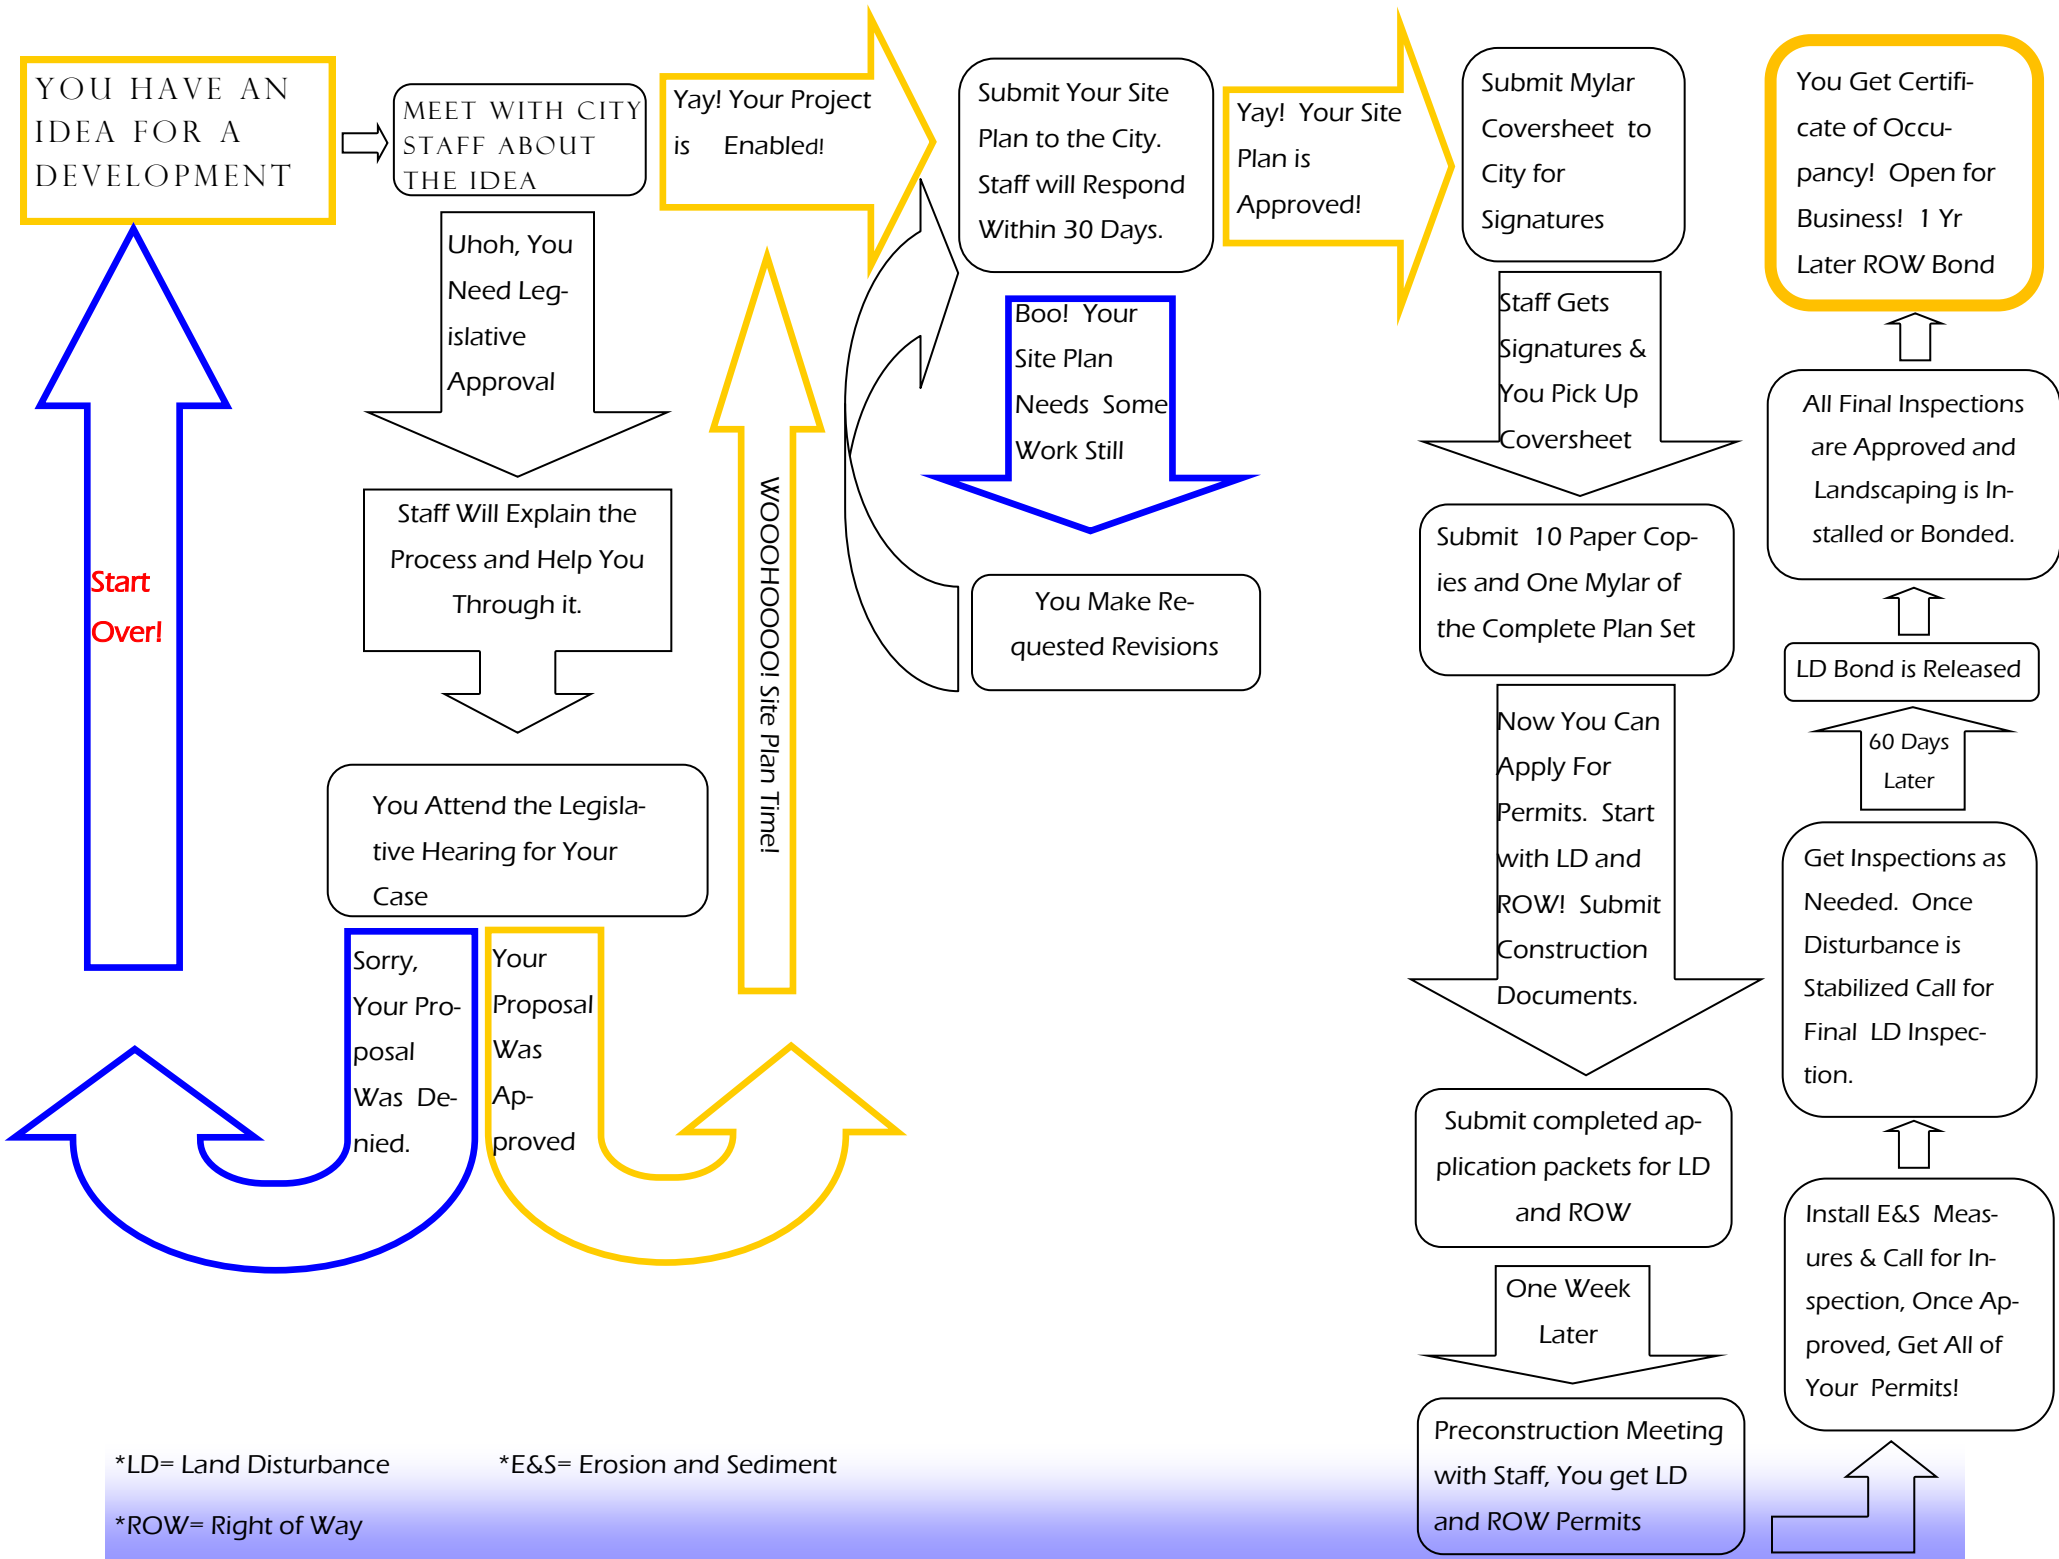 YOU HAVE AN
IDEA FOR A
DEVELOPMENT
MEET WITH CITY
STAFF ABOUT
THE IDEA
Yay! Your Project
is Enabled!
Submit Your Site
Plan to the City.
Staff will Respond
Within 30 Days.
Yay! Your Site
Plan is
Approved!
Submit Mylar
Coversheet to
City for
Signatures
You Get Certifi-
cate of Occu-
pancy! Open for
Business! 1 Yr
Later ROW Bond
Uhoh, You
Need Leg-
islative
Approval
Staff Will Explain the
Process and Help You
Through it.
You Attend the Legisla-
tive Hearing for Your
Case
Sorry,
Your Pro-
posal
Was De-
nied.
Your
Proposal
Was
Ap-
proved
Start
Over!
WOOOHOOOO! Site Plan Time!
Boo! Your
Site Plan
Needs Some
Work Still
You Make Re-
quested Revisions
Staff Gets
Signatures &
You Pick Up
Coversheet
Submit 10 Paper Cop-
ies and One Mylar of
the Complete Plan Set
Now You Can
Apply For
Permits. Start
with LD and
ROW! Submit
Construction
Documents.
Submit completed ap-
plication packets for LD
and ROW
One Week
Later
Preconstruction Meeting
with Staff, You get LD
and ROW Permits
Install E&S Meas-
ures & Call for In-
spection, Once Ap-
proved, Get All of
Your Permits!
Get Inspections as
Needed. Once
Disturbance is
Stabilized Call for
Final LD Inspec-
tion.
60 Days
Later
LD Bond is Released
All Final Inspections
are Approved and
Landscaping is In-
stalled or Bonded.
*LD= Land Disturbance *E&S= Erosion and Sediment
*ROW= Right of Way